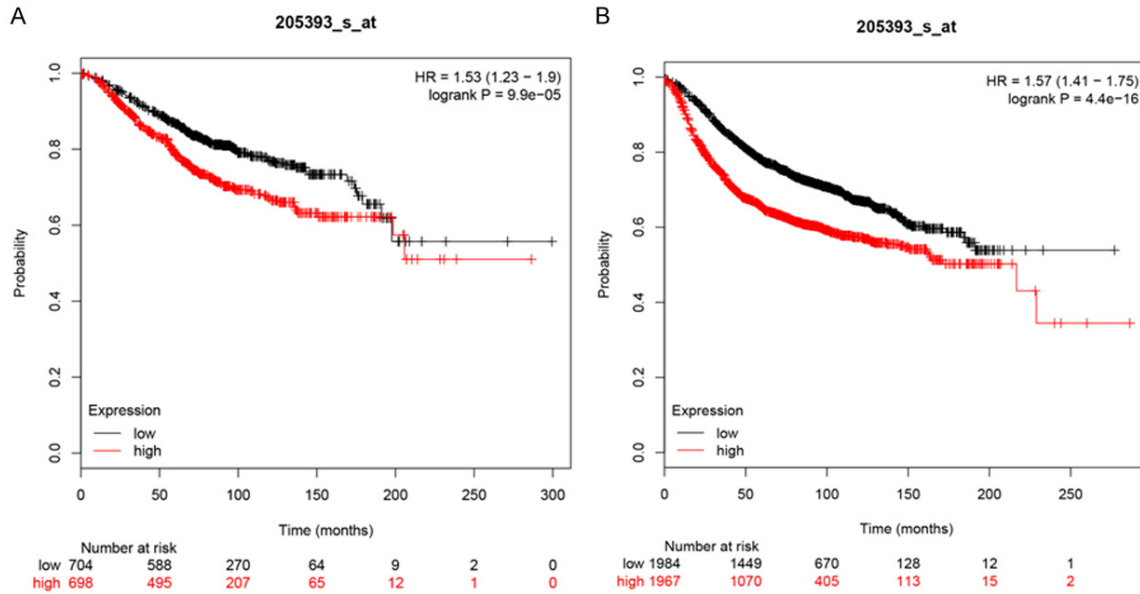 A
205393_s_at
HR = 1.53 (1.23 − 1.9)
logrank P = 9.9e−05
Probability
1.0
0.8
0.6
0.4
0.2
0.0
Expression
low
high
0 50 100 150 200 250 300
Time (months)
Number at risk
low 704 588 270 64 9 2 0
high 698 495 207 65 12 1 0
B
205393_s_at
HR = 1.57 (1.41 − 1.75)
logrank P = 4.4e−16
Probability
1.0
0.8
0.6
0.4
0.2
0.0
Expression
low
high
0 50 100 150 200 250
Time (months)
Number at risk
low 1984 1449 670 128 12 1
high 1967 1070 405 113 15 2